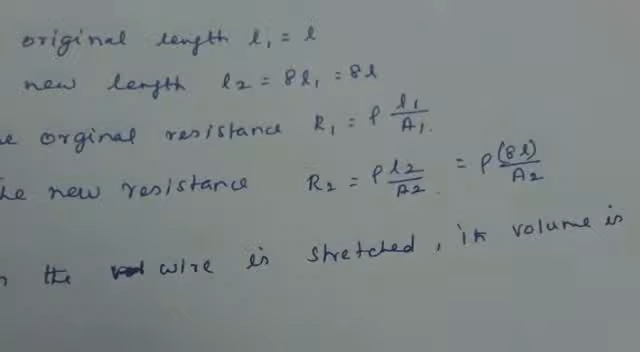 original length l₁ = l
new length l₂ = 8l₁ = 8l
orginal resistance R₁ = ρ l₁/A₁.
The new resistance R₂ = ρ l₂/A₂ = ρ (8l)/A₂
the wire is stretched, its volume is